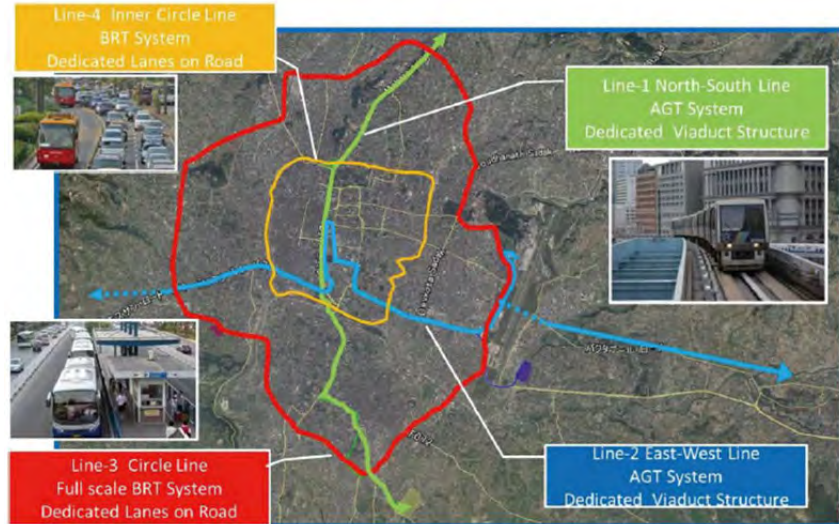 Line-4 Inner Circle Line
BRT System
Dedicated Lanes on Road
Line-1 North-South Line
AGT System
Dedicated Viaduct Structure
Line-3 Circle Line
Full scale BRT System
Dedicated Lanes on Road
Line-2 East-West Line
AGT System
Dedicated Viaduct Structure